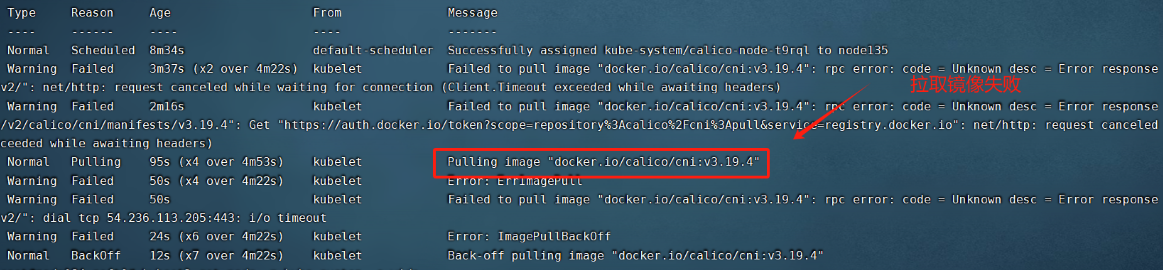 Type Reason Age From Message
---- ------ ---- ---- -------
Normal Scheduled 8m34s default-scheduler Successfully assigned kube-system/calico-node-t9rql to node135
Warning Failed 3m37s (x2 over 4m22s) kubelet Failed to pull image "docker.io/calico/cni:v3.19.4": rpc error: code = Unknown desc = Error response
v2/": net/http: request canceled while waiting for connection (Client.Timeout exceeded while awaiting headers)
拉取镜像失败
Warning Failed 2m16s kubelet Failed to pull image "docker.io/calico/cni:v3.19.4": rpc error: code = Unknown desc = Error response
/v2/calico/cni/manifests/v3.19.4": Get "https://auth.docker.io/token?scope=repository%3Acalico%2Fcni%3Apull&service=registry.docker.io": net/http: request canceled
ceeded while awaiting headers)
Normal Pulling 95s (x4 over 4m53s) kubelet Pulling image "docker.io/calico/cni:v3.19.4"
Warning Failed 50s (x4 over 4m22s) kubelet Error: ErrImagePull
Warning Failed 50s kubelet Failed to pull image "docker.io/calico/cni:v3.19.4": rpc error: code = Unknown desc = Error response
v2/": dial tcp 54.236.113.205:443: i/o timeout
Warning Failed 24s (x6 over 4m22s) kubelet Error: ImagePullBackOff
Normal BackOff 12s (x7 over 4m22s) kubelet Back-off pulling image "docker.io/calico/cni:v3.19.4"